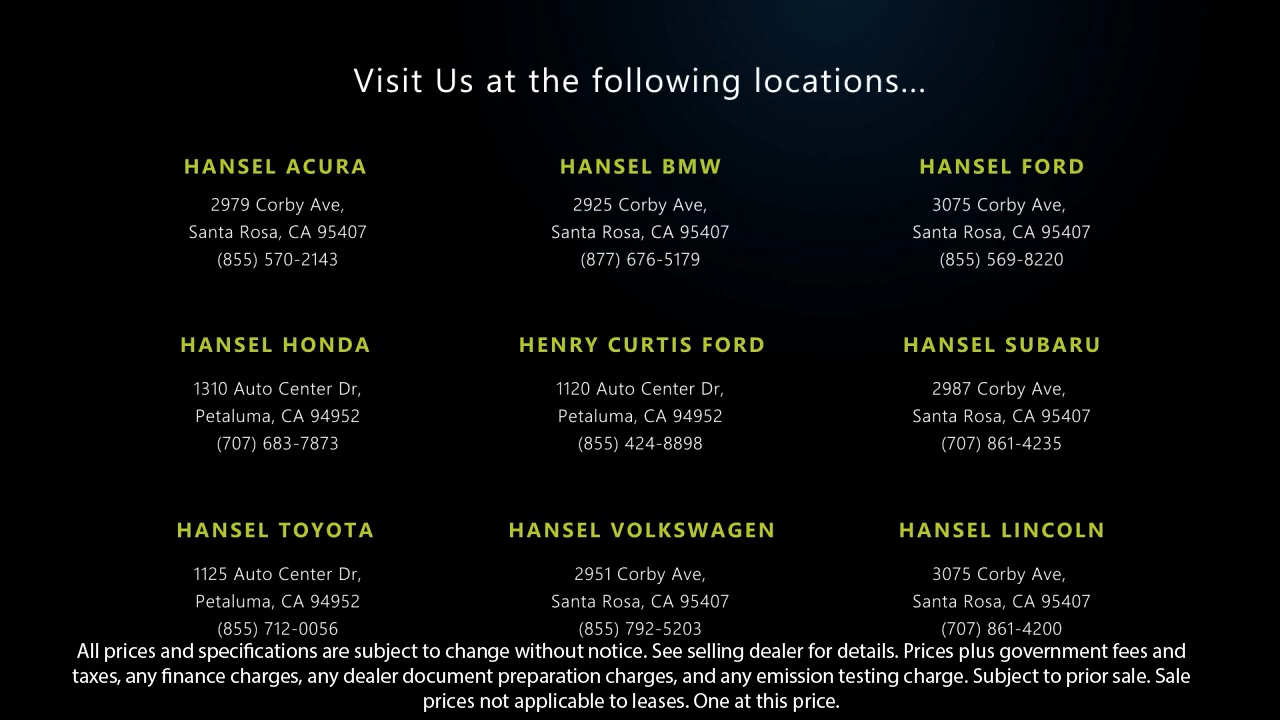 Visit Us at the following locations...
HANSEL ACURA
2979 Corby Ave,
Santa Rosa, CA 95407
(855) 570-2143
HANSEL BMW
2925 Corby Ave,
Santa Rosa, CA 95407
(877) 676-5179
HANSEL FORD
3075 Corby Ave,
Santa Rosa, CA 95407
(855) 569-8220
HANSEL HONDA
1310 Auto Center Dr,
Petaluma, CA 94952
(707) 683-7873
HENRY CURTIS FORD
1120 Auto Center Dr,
Petaluma, CA 94952
(855) 424-8898
HANSEL SUBARU
2987 Corby Ave,
Santa Rosa, CA 95407
(707) 861-4235
HANSEL TOYOTA
1125 Auto Center Dr,
Petaluma, CA 94952
(855) 712-0056
HANSEL VOLKSWAGEN
2951 Corby Ave,
Santa Rosa, CA 95407
(855) 792-5203
HANSEL LINCOLN
3075 Corby Ave,
Santa Rosa, CA 95407
(707) 861-4200
All prices and specifications are subject to change without notice. See selling dealer for details. Prices plus government fees and
taxes, any finance charges, any dealer document preparation charges, and any emission testing charge. Subject to prior sale. Sale
prices not applicable to leases. One at this price.